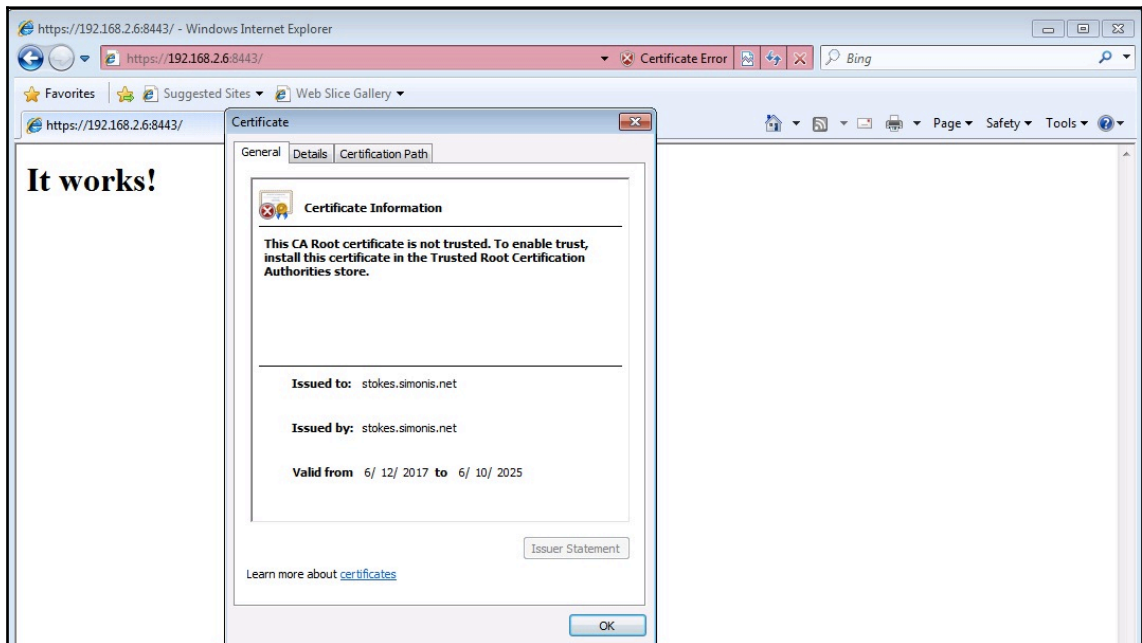 https://192.168.2.6:8443/ - Windows Internet Explorer
https://192.168.2.6:8443/ Certificate Error Bing
Favorites Suggested Sites Web Slice Gallery
https://192.168.2.6:8443/ Page Safety Tools
Certificate
General Details Certification Path
It works!
Certificate Information
This CA Root certificate is not trusted. To enable trust,
install this certificate in the Trusted Root Certification
Authorities store.
Issued to: stokes.simonis.net
Issued by: stokes.simonis.net
Valid from 6/ 12/ 2017 to 6/ 10/ 2025
Issuer Statement
Learn more about certificates
OK